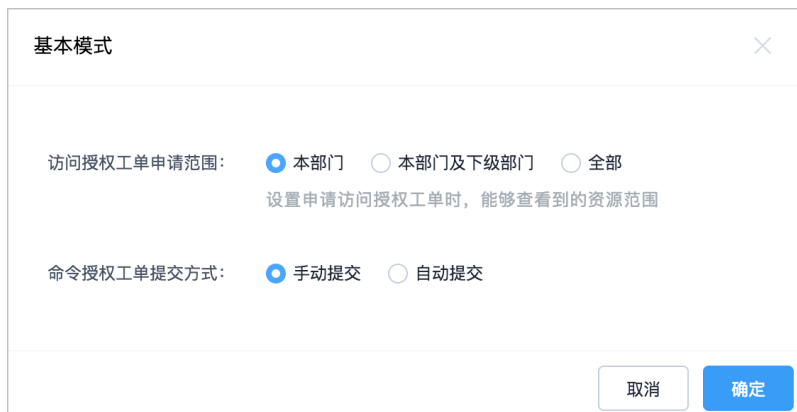 基本模式
访问授权工单申请范围： 本部门 本部门及下级部门 全部
设置申请访问授权工单时，能够查看到的资源范围
命令授权工单提交方式： 手动提交 自动提交
取消 确定